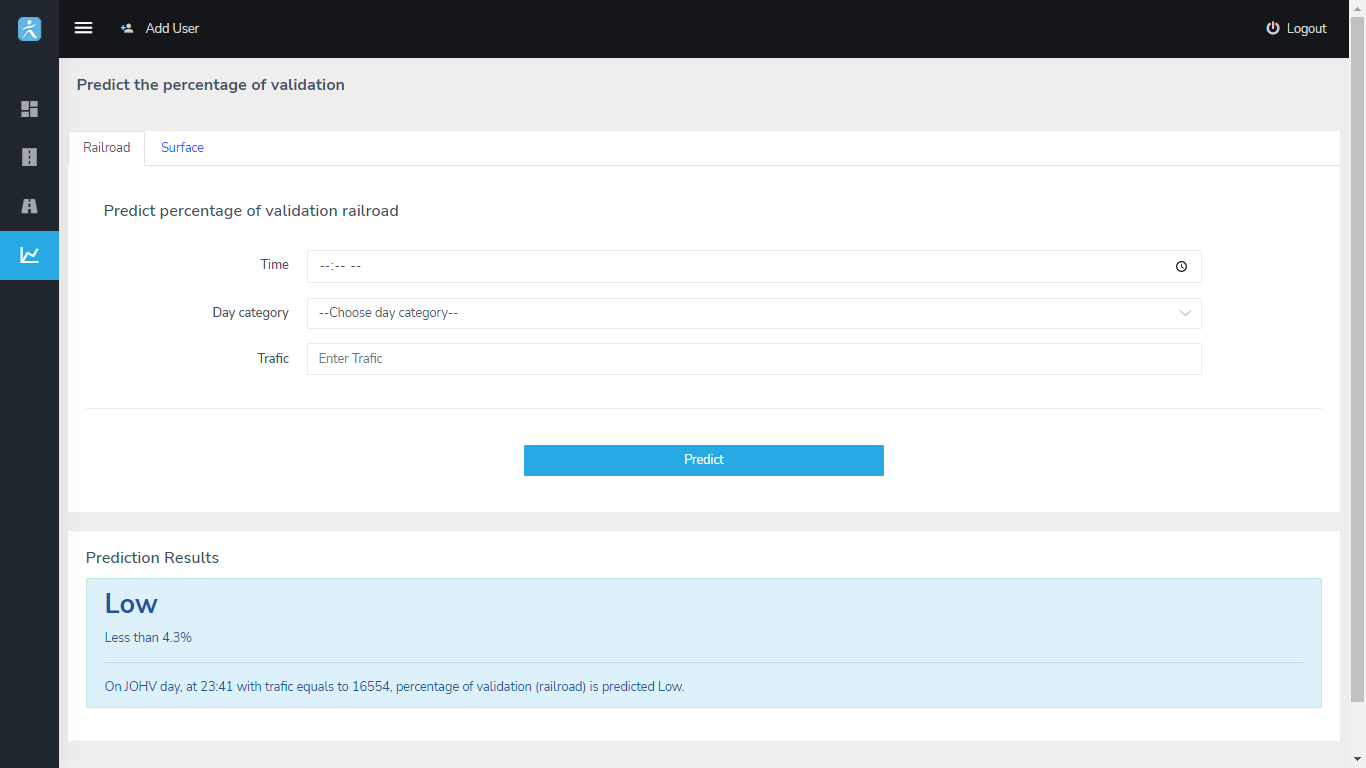 Add User
Logout
Predict the percentage of validation
Railroad
Surface
Predict percentage of validation railroad
Time
--:-- --
Day category
--Choose day category--
Trafic
Enter Trafic
Predict
Prediction Results
Low
Less than 4.3%
On JOHV day, at 23:41 with trafic equals to 16554, percentage of validation (railroad) is predicted Low.